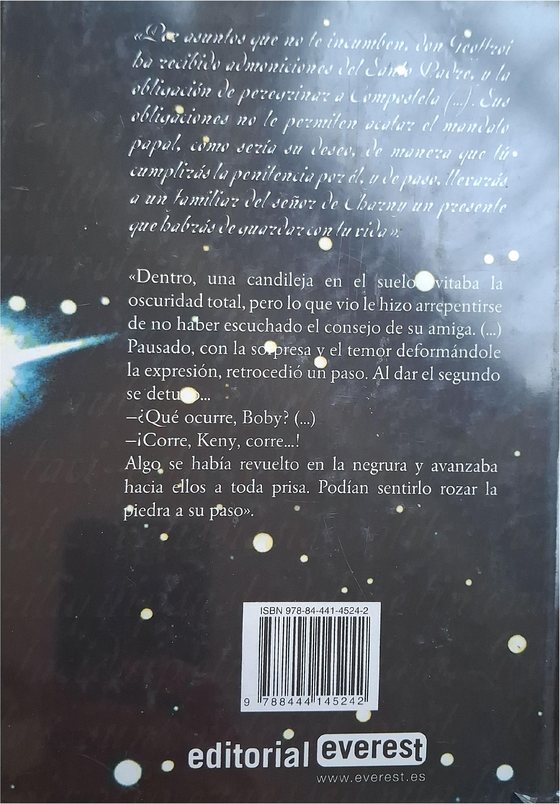 «Por asuntos que no te incumben, don Geoffroi
ha recibido admoniciones del Santo Padre, y la
obligación de peregrinar a Compostela (...). Sus
obligaciones no le permiten acatar el mandato
papal, como sería su deseo, de manera que tú
cumplirás la penitencia por él, y de paso, llevarás
a un familiar del señor de Charny un presente
que habrás de guardar con tu vida».
«Dentro, una candileja en el suelo evitaba la
oscuridad total, pero lo que vio le hizo arrepentirse
de no haber escuchado el consejo de su amiga. (...)
Pausado, con la sorpresa y el temor deformándole
la expresión, retrocedió un paso. Al dar el segundo
se detuvo...
–¿Qué ocurre, Boby? (...)
–¡Corre, Keny, corre...!
Algo se había revuelto en la negrura y avanzaba
hacia ellos a toda prisa. Podían sentirlo rozar la
piedra a su paso».
ISBN 978-84-441-4524-2
9 788444 145242
editorial everest
www.everest.es